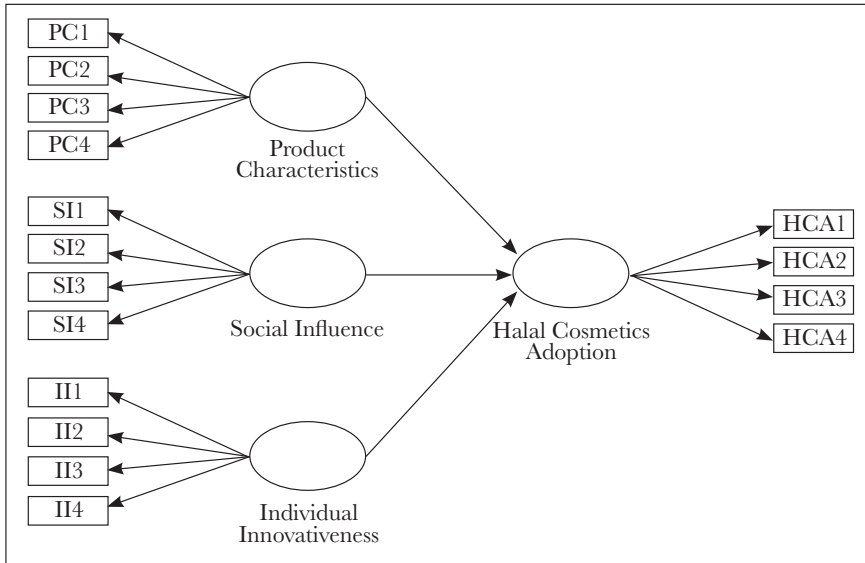 PC1
PC2
PC3
PC4
Product
Characteristics
SI1
SI2
SI3
SI4
Social Influence
II1
II2
II3
II4
Individual
Innovativeness
Halal Cosmetics
Adoption
HCA1
HCA2
HCA3
HCA4